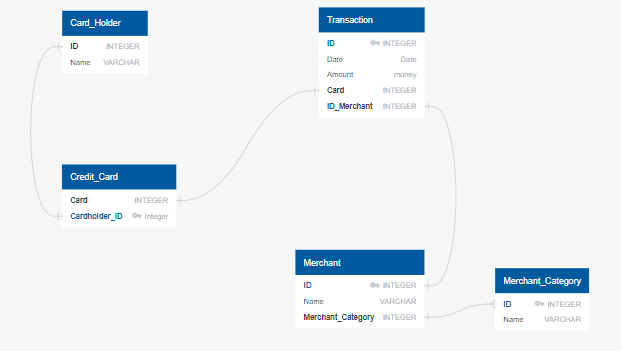 Card_Holder
ID INTEGER
Name VARCHAR
Transaction
ID INTEGER
Date Date
Amount money
Card INTEGER
ID_Merchant INTEGER
Credit_Card
Card INTEGER
Cardholder_ID Integer
Merchant
ID INTEGER
Name VARCHAR
Merchant_Category INTEGER
Merchant_Category
ID INTEGER
Name VARCHAR